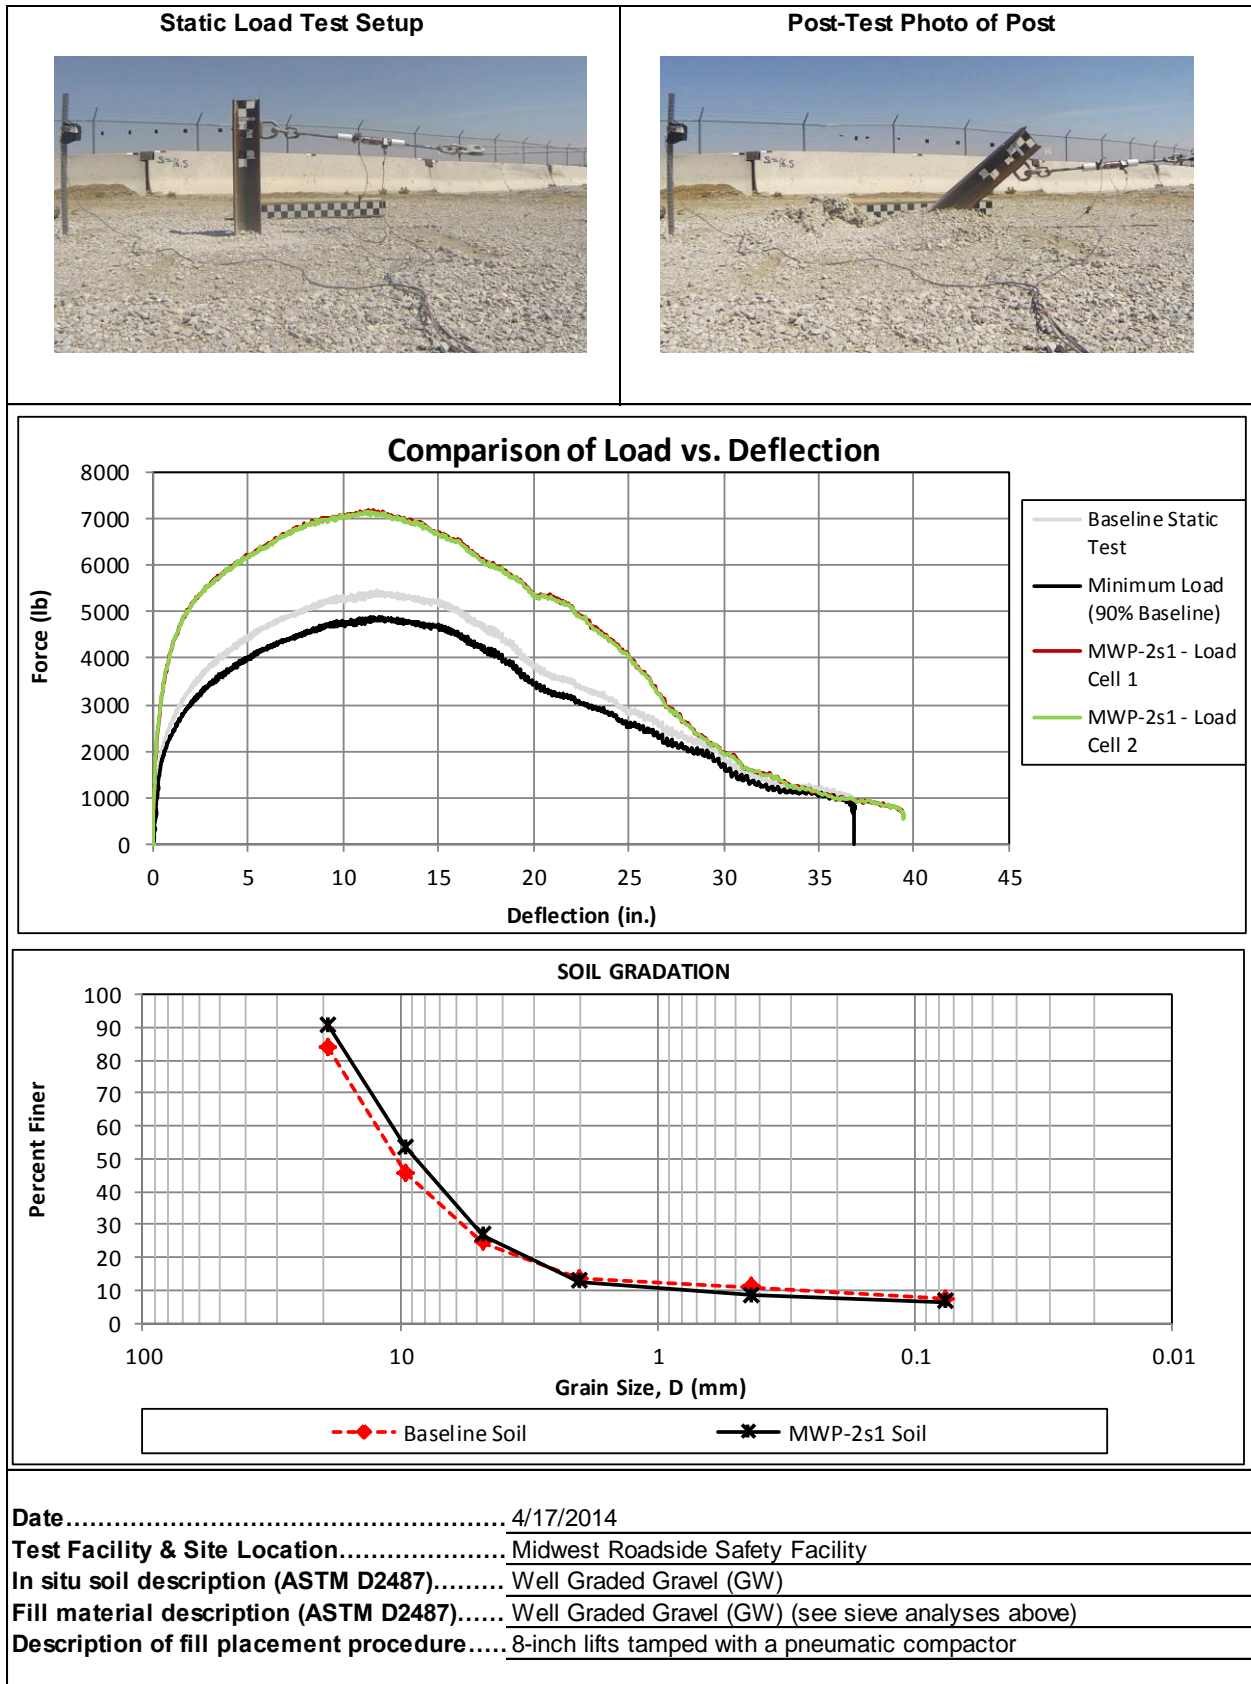 Static Load Test Setup
Post-Test Photo of Post
S=16.5
Comparison of Load vs. Deflection
8000
7000
6000
5000
4000
3000
2000
1000
0
Force (lb)
0 5 10 15 20 25 30 35 40 45
Deflection (in.)
Baseline Static
Test
Minimum Load
(90% Baseline)
MWP-2s1 - Load
Cell 1
MWP-2s1 - Load
Cell 2
SOIL GRADATION
100
90
80
70
60
50
40
30
20
10
0
Percent Finer
100 10 1 0.1 0.01
Grain Size, D (mm)
Baseline Soil MWP-2s1 Soil
Date....................................................... 4/17/2014
Test Facility & Site Location..................... Midwest Roadside Safety Facility
In situ soil description (ASTM D2487)......... Well Graded Gravel (GW)
Fill material description (ASTM D2487)...... Well Graded Gravel (GW) (see sieve analyses above)
Description of fill placement procedure..... 8-inch lifts tamped with a pneumatic compactor